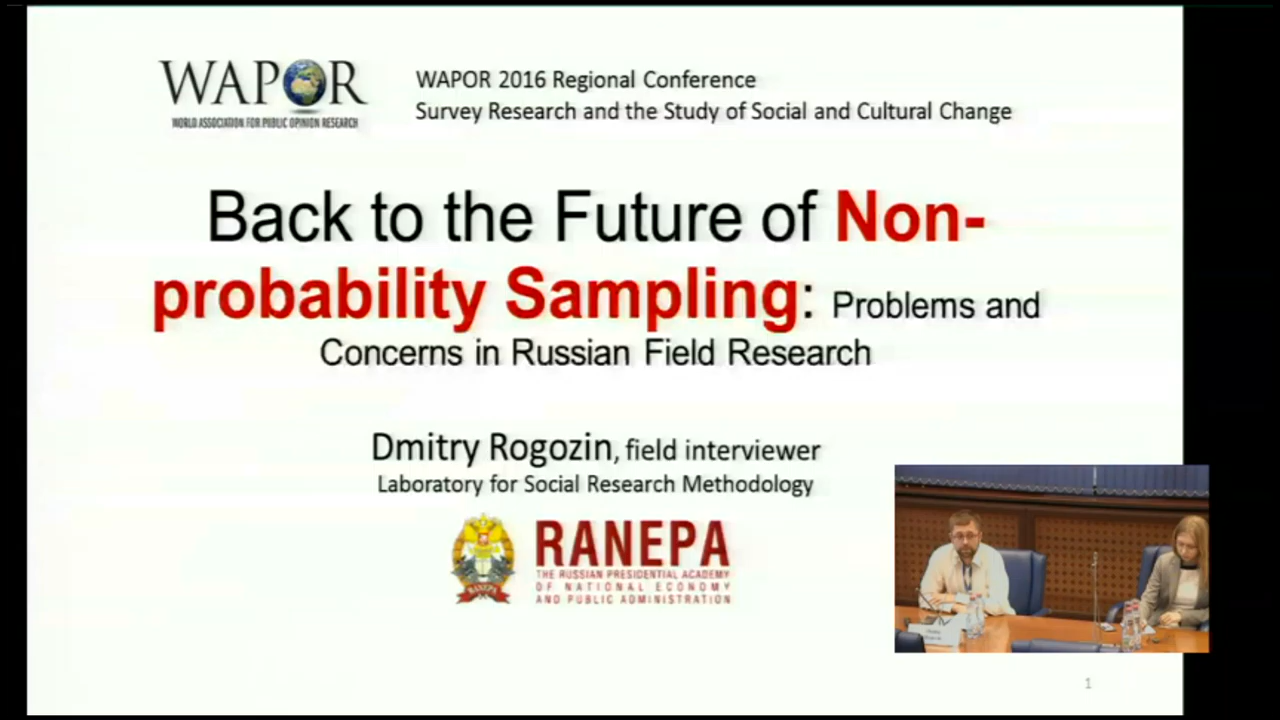 WAPOR
WORLD ASSOCIATION FOR PUBLIC OPINION RESEARCH
WAPOR 2016 Regional Conference
Survey Research and the Study of Social and Cultural Change
Back to the Future of Non-
probability Sampling: Problems and
Concerns in Russian Field Research
Dmitry Rogozin, field interviewer
Laboratory for Social Research Methodology
RANEPA
THE RUSSIAN PRESIDENTIAL ACADEMY
OF NATIONAL ECONOMY
AND PUBLIC ADMINISTRATION
1